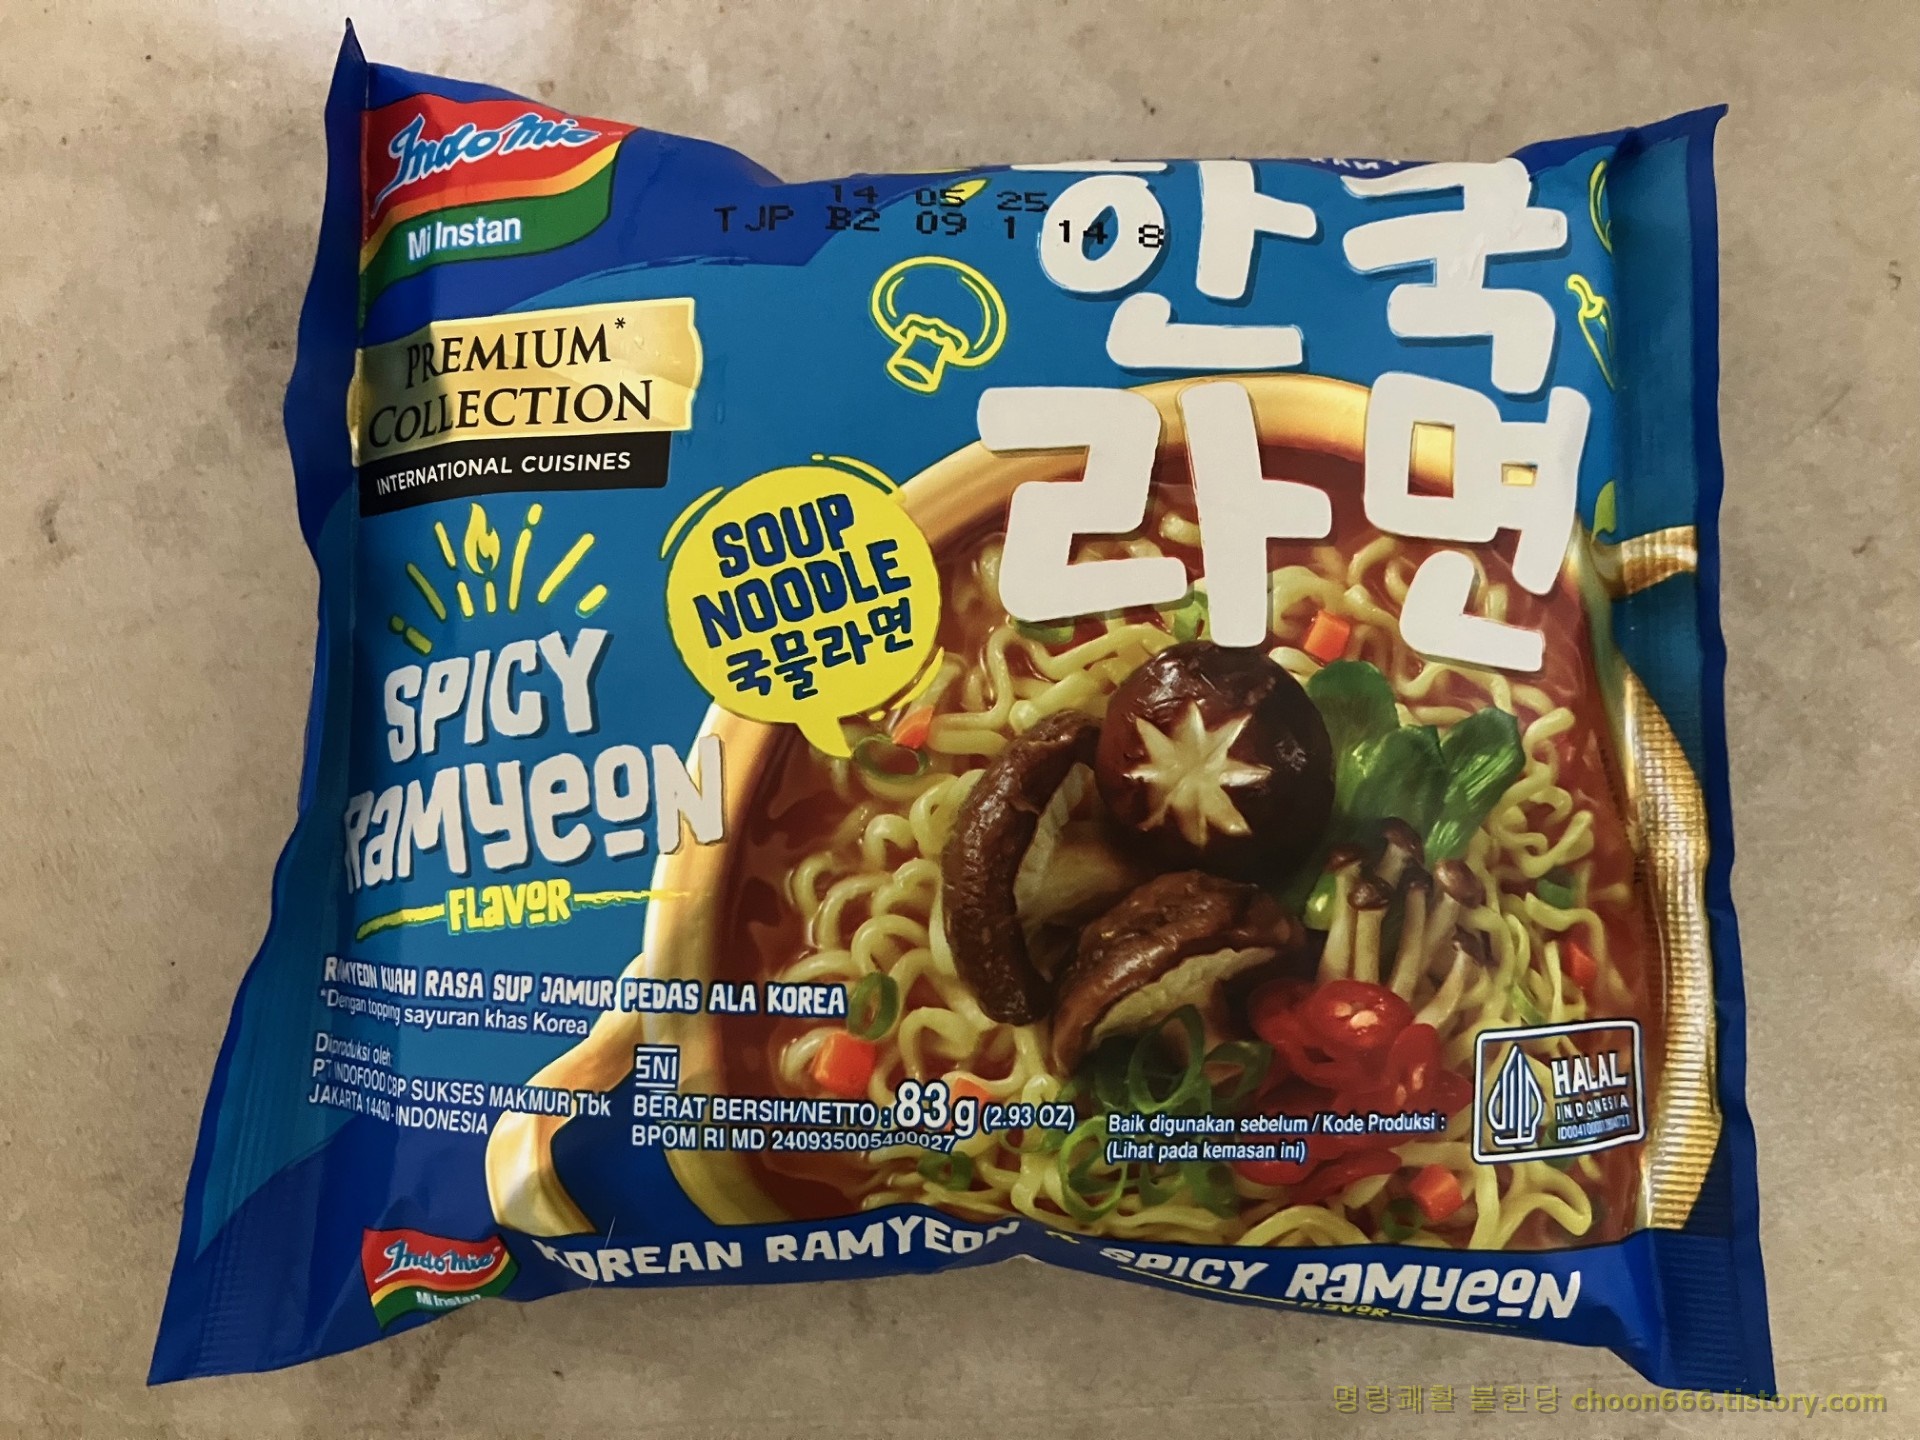 Indomie
Mi Instan
14 05 25
TJP B2 09 1 14 8
한국
라면
PREMIUM*
COLLECTION
INTERNATIONAL CUISINES
SOUP
NOODLE
국물라면
SPICY
RAMYEON
FLAVOR
RAMYEON KUAH RASA SUP JAMUR PEDAS ALA KOREA
*Dengan topping sayuran khas Korea
Diproduksi oleh:
PT INDOFOOD CBP SUKSES MAKMUR Tbk
JAKARTA 14430-INDONESIA
SNI
BERAT BERSIH/NETTO : 83 g (2.93 OZ)
BPOM RI MD 240935005400027
Baik digunakan sebelum / Kode Produksi :
(Lihat pada kemasan ini)
HALAL
INDONESIA
Indomie
Mi Instan
KOREAN RAMYEON
SPICY RAMYEON
FLAVOR
명랑쾌활 불한당 choon666.tistory.com